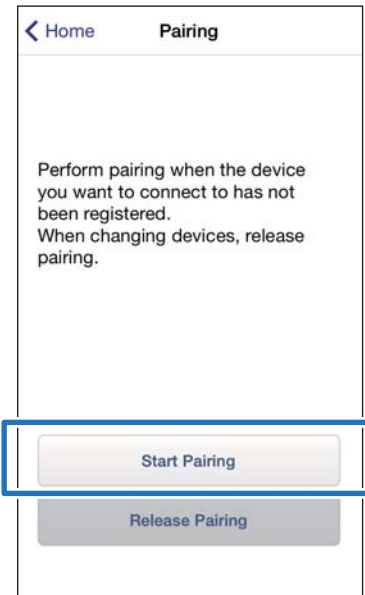 Home Pairing
Perform pairing when the device
you want to connect to has not
been registered.
When changing devices, release
pairing.
Start Pairing
Release Pairing